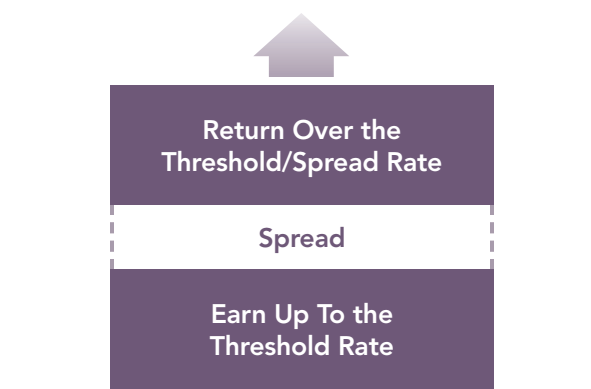 Return Over the
Threshold/Spread Rate
Spread
Earn Up To the
Threshold Rate